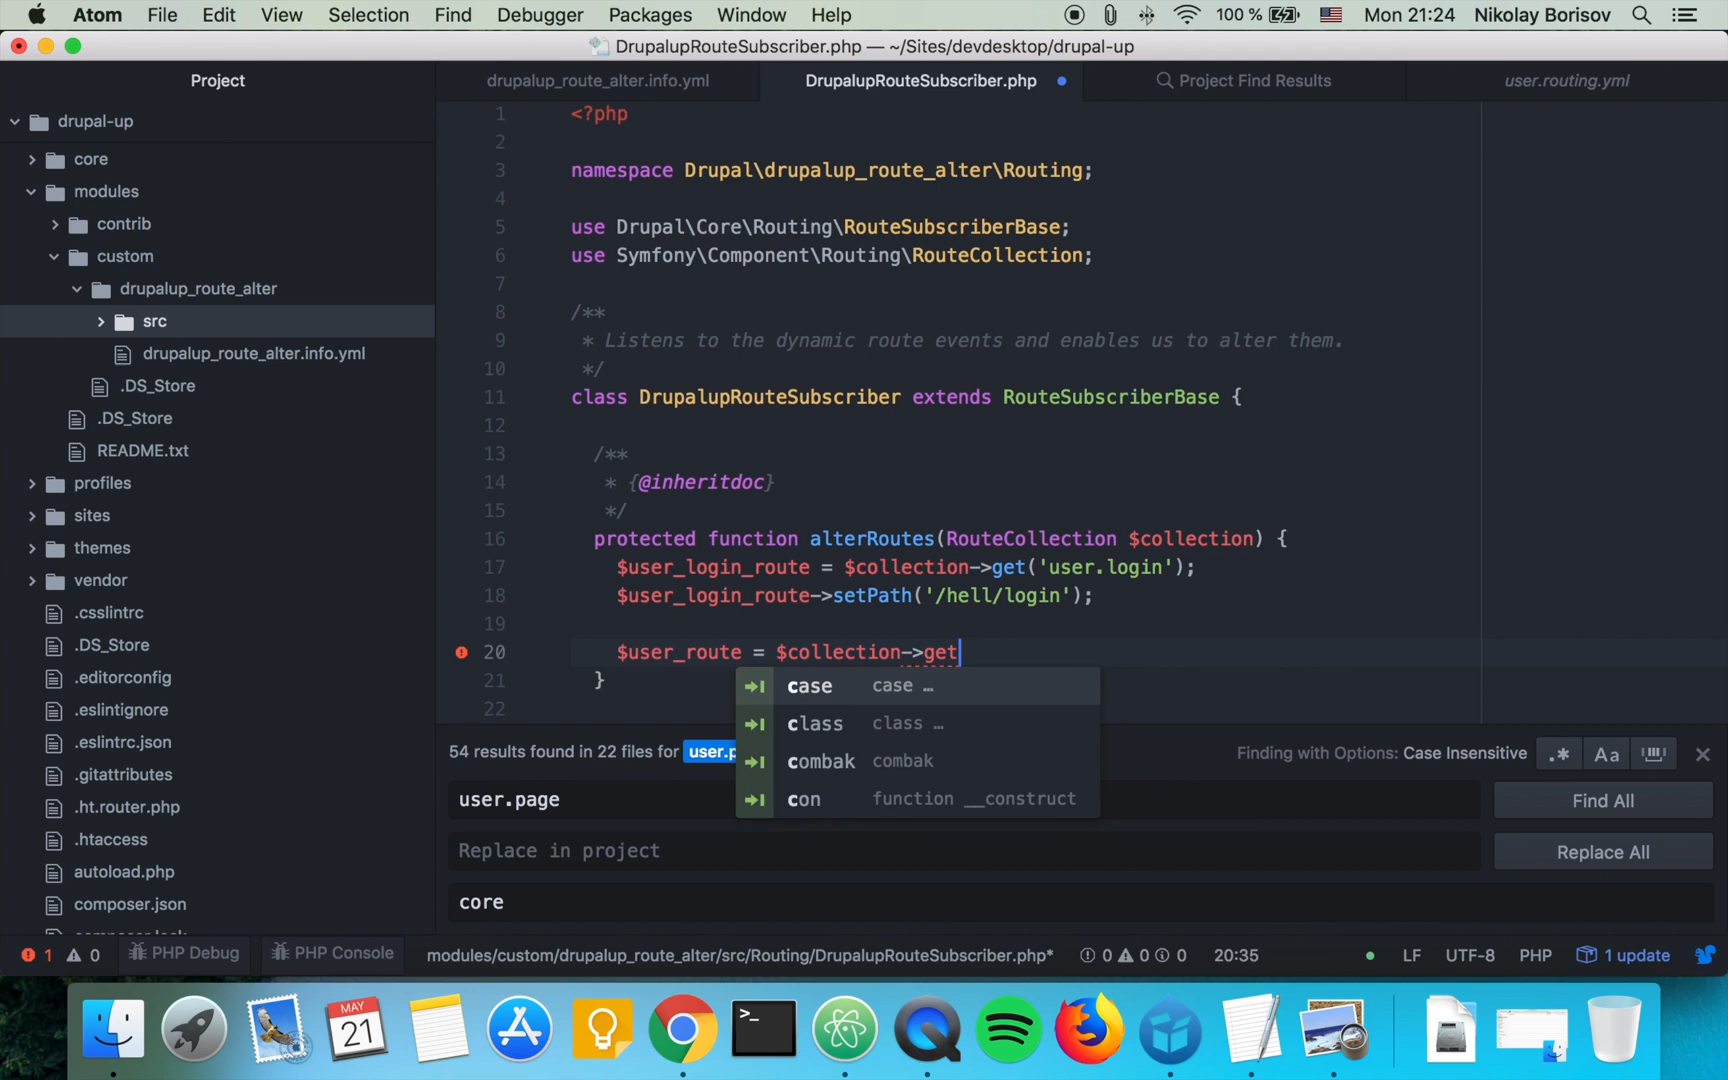 Atom File Edit View Selection Find Debugger Packages Window Help 100 % Mon 21:24 Nikolay Borisov
DrupalupRouteSubscriber.php — ~/Sites/devdesktop/drupal-up
Project
drupalup_route_alter.info.yml DrupalupRouteSubscriber.php Project Find Results user.routing.yml
drupal-up
core
modules
contrib
custom
drupalup_route_alter
src
drupalup_route_alter.info.yml
.DS_Store
.DS_Store
README.txt
profiles
sites
themes
vendor
.csslintrc
.DS_Store
.editorconfig
.eslintignore
.eslintrc.json
.gitattributes
.ht.router.php
.htaccess
autoload.php
composer.json
1 <?php
2
3 namespace Drupal\drupalup_route_alter\Routing;
4
5 use Drupal\Core\Routing\RouteSubscriberBase;
6 use Symfony\Component\Routing\RouteCollection;
7
8 /**
9 * Listens to the dynamic route events and enables us to alter them.
10 */
11 class DrupalupRouteSubscriber extends RouteSubscriberBase {
12
13 /**
14 * {@inheritdoc}
15 */
16 protected function alterRoutes(RouteCollection $collection) {
17 $user_login_route = $collection->get('user.login');
18 $user_login_route->setPath('/hell/login');
19
20 $user_route = $collection->get
21 }
22
case case …
class class …
combak combak
con function __construct
54 results found in 22 files for user.p
Finding with Options: Case Insensitive .* Aa
user.page Find All
Replace in project Replace All
core
1 0 PHP Debug PHP Console modules/custom/drupalup_route_alter/src/Routing/DrupalupRouteSubscriber.php* 0 0 0 20:35 LF UTF-8 PHP 1 update
MAY
21
>_